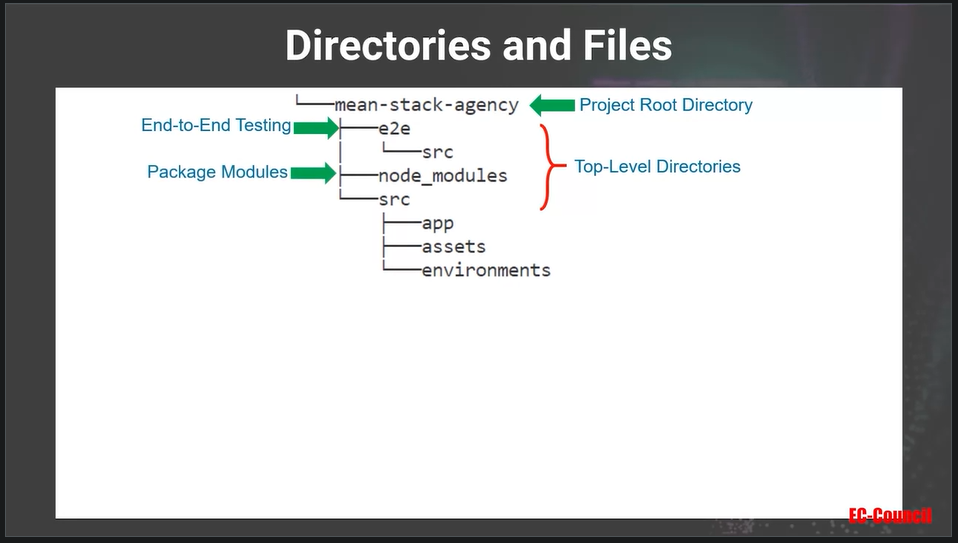 Directories and Files
mean-stack-agency
Project Root Directory
End-to-End Testing
e2e
src
Top-Level Directories
Package Modules
node_modules
src
app
assets
environments
EC-Council